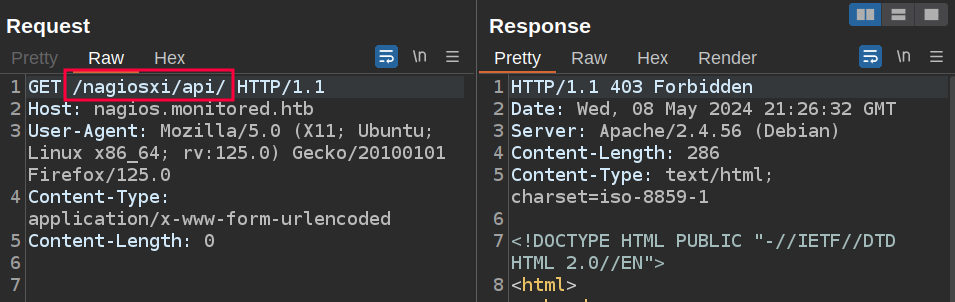 Request
Pretty Raw Hex \n
1 GET /nagiosxi/api/ HTTP/1.1
2 Host: nagios.monitored.htb
3 User-Agent: Mozilla/5.0 (X11; Ubuntu;
Linux x86_64; rv:125.0) Gecko/20100101
Firefox/125.0
4 Content-Type:
application/x-www-form-urlencoded
5 Content-Length: 0
6
7
Response
Pretty Raw Hex Render \n
1 HTTP/1.1 403 Forbidden
2 Date: Wed, 08 May 2024 21:26:32 GMT
3 Server: Apache/2.4.56 (Debian)
4 Content-Length: 286
5 Content-Type: text/html;
charset=iso-8859-1
6
7 <!DOCTYPE HTML PUBLIC "-//IETF//DTD
HTML 2.0//EN">
8 <html>